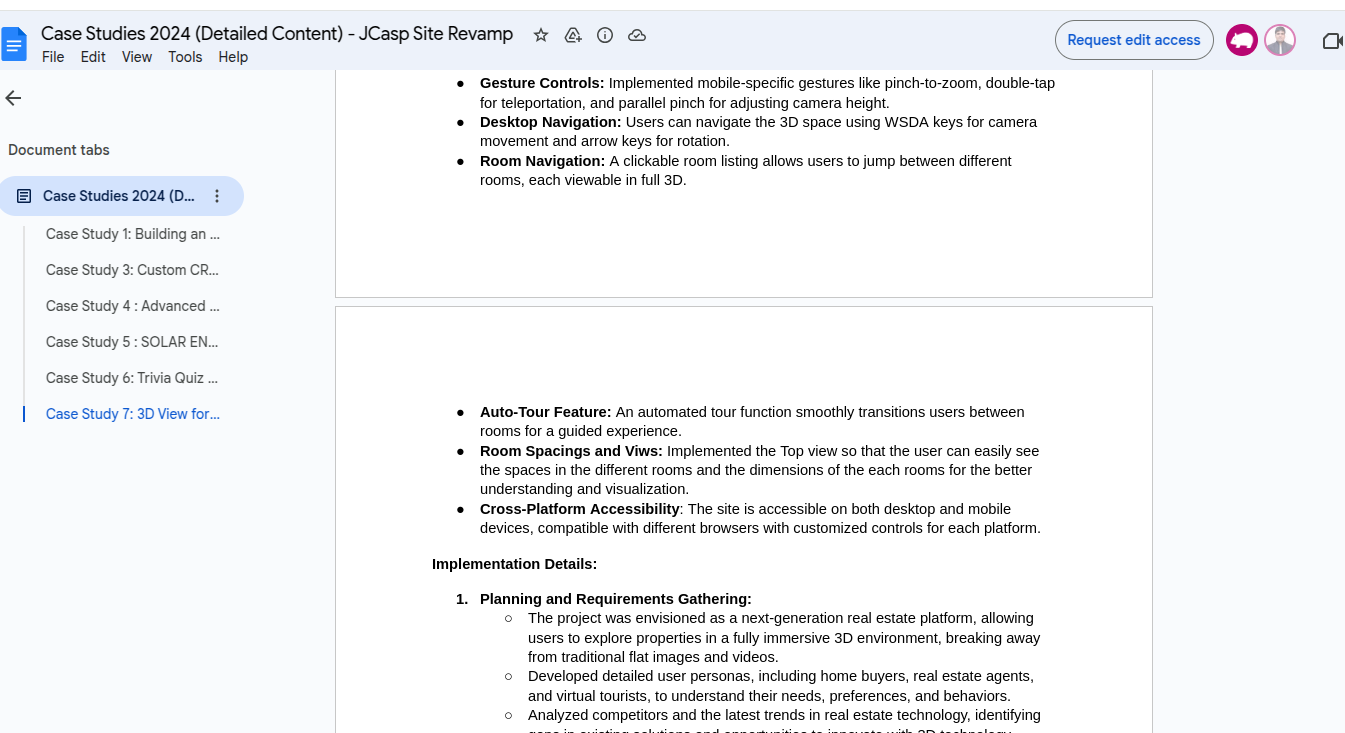 Case Studies 2024 (Detailed Content) - JCasp Site Revamp
File Edit View Tools Help
Request edit access
Document tabs
Case Studies 2024 (D...
Case Study 1: Building an ...
Case Study 3: Custom CR...
Case Study 4 : Advanced ...
Case Study 5 : SOLAR EN...
Case Study 6: Trivia Quiz ...
Case Study 7: 3D View for...
● Gesture Controls: Implemented mobile-specific gestures like pinch-to-zoom, double-tap
for teleportation, and parallel pinch for adjusting camera height.
● Desktop Navigation: Users can navigate the 3D space using WSDA keys for camera
movement and arrow keys for rotation.
● Room Navigation: A clickable room listing allows users to jump between different
rooms, each viewable in full 3D.
● Auto-Tour Feature: An automated tour function smoothly transitions users between
rooms for a guided experience.
● Room Spacings and Viws: Implemented the Top view so that the user can easily see
the spaces in the different rooms and the dimensions of the each rooms for the better
understanding and visualization.
● Cross-Platform Accessibility: The site is accessible on both desktop and mobile
devices, compatible with different browsers with customized controls for each platform.
Implementation Details:
1. Planning and Requirements Gathering:
○ The project was envisioned as a next-generation real estate platform, allowing
users to explore properties in a fully immersive 3D environment, breaking away
from traditional flat images and videos.
○ Developed detailed user personas, including home buyers, real estate agents,
and virtual tourists, to understand their needs, preferences, and behaviors.
○ Analyzed competitors and the latest trends in real estate technology, identifying
gaps in existing solutions and opportunities to innovate with 3D technology.